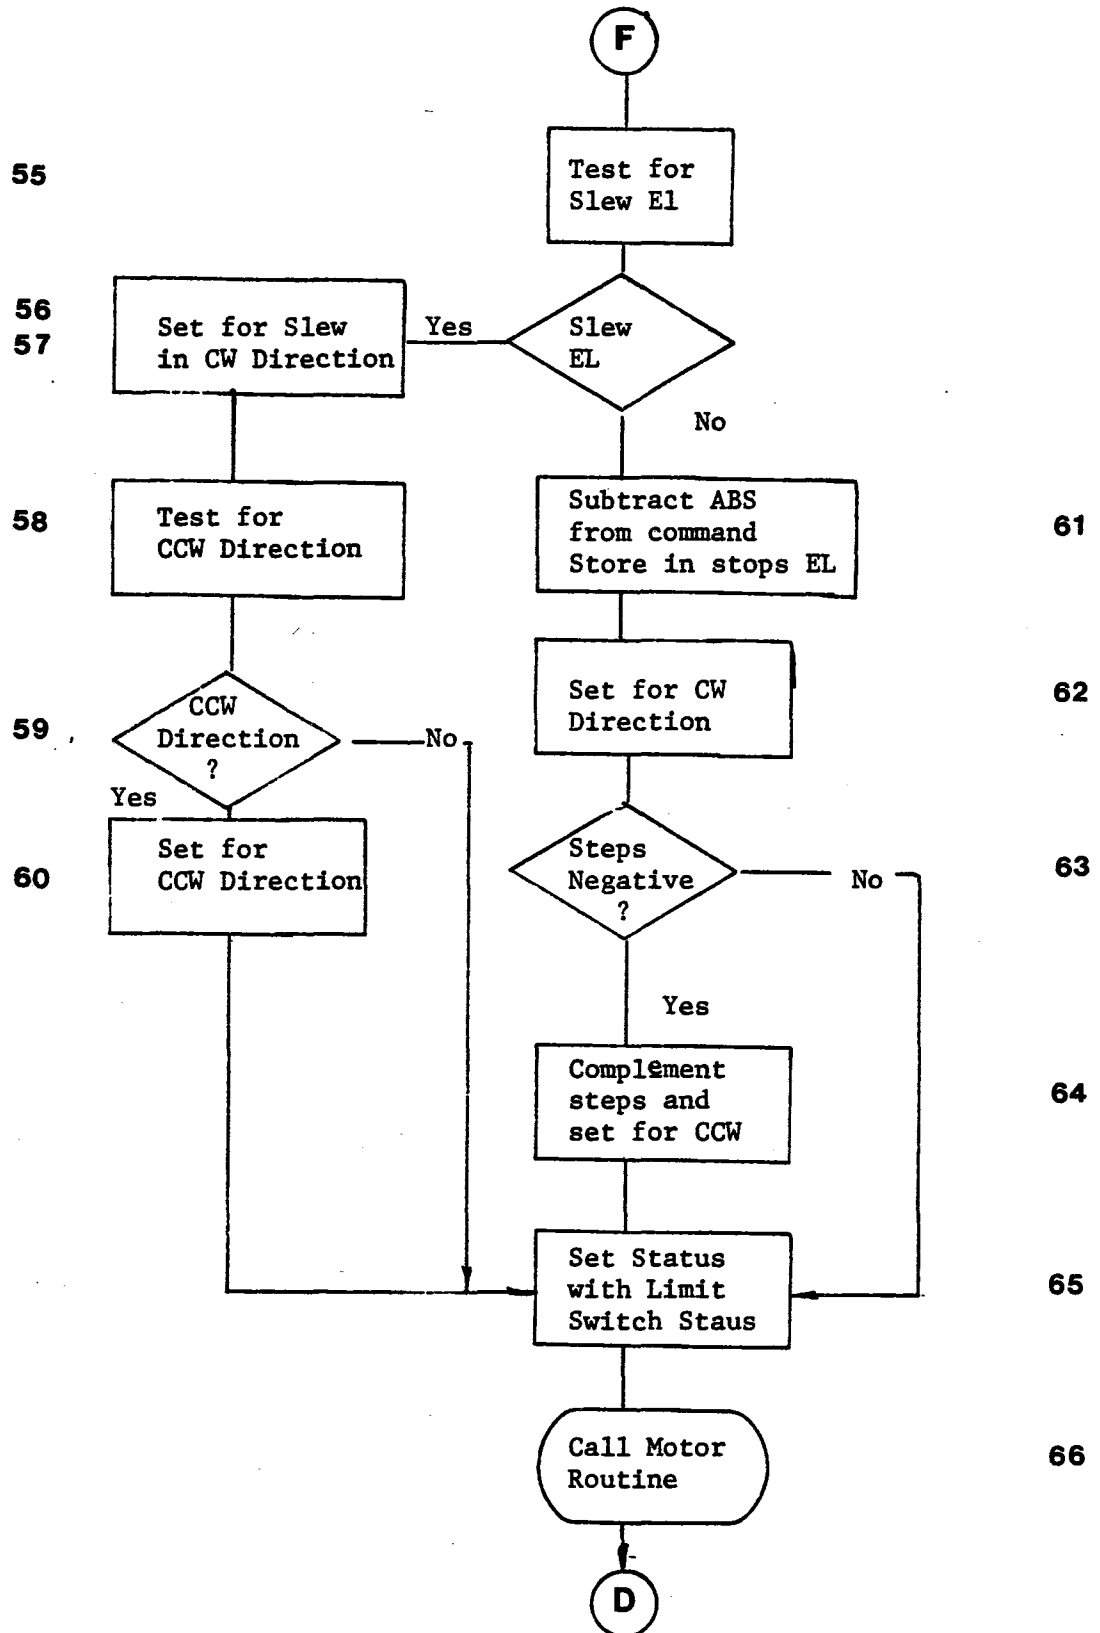 F
55
Test for
Slew El
56
57
Set for Slew
in CW Direction
Yes
Slew
EL
No
58
Test for
CCW Direction
Subtract ABS
from command
Store in stops EL
61
Set for CW
Direction
62
59
CCW
Direction
?
No
Yes
60
Set for
CCW Direction
Steps
Negative
?
No
63
Yes
Complement
steps and
set for CCW
64
Set Status
with Limit
Switch Staus
65
Call Motor
Routine
66
D